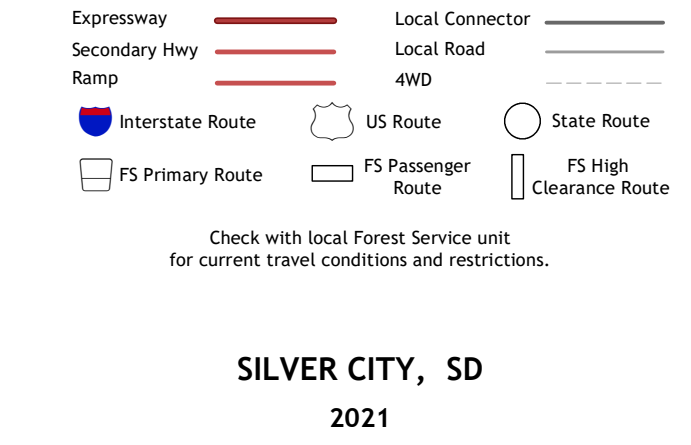 Expressway
Local Connector
Secondary Hwy
Local Road
Ramp
4WD
Interstate Route
US Route
State Route
FS Primary Route
FS Passenger
Route
FS High
Clearance Route
Check with local Forest Service unit
for current travel conditions and restrictions.
SILVER CITY, SD
2021